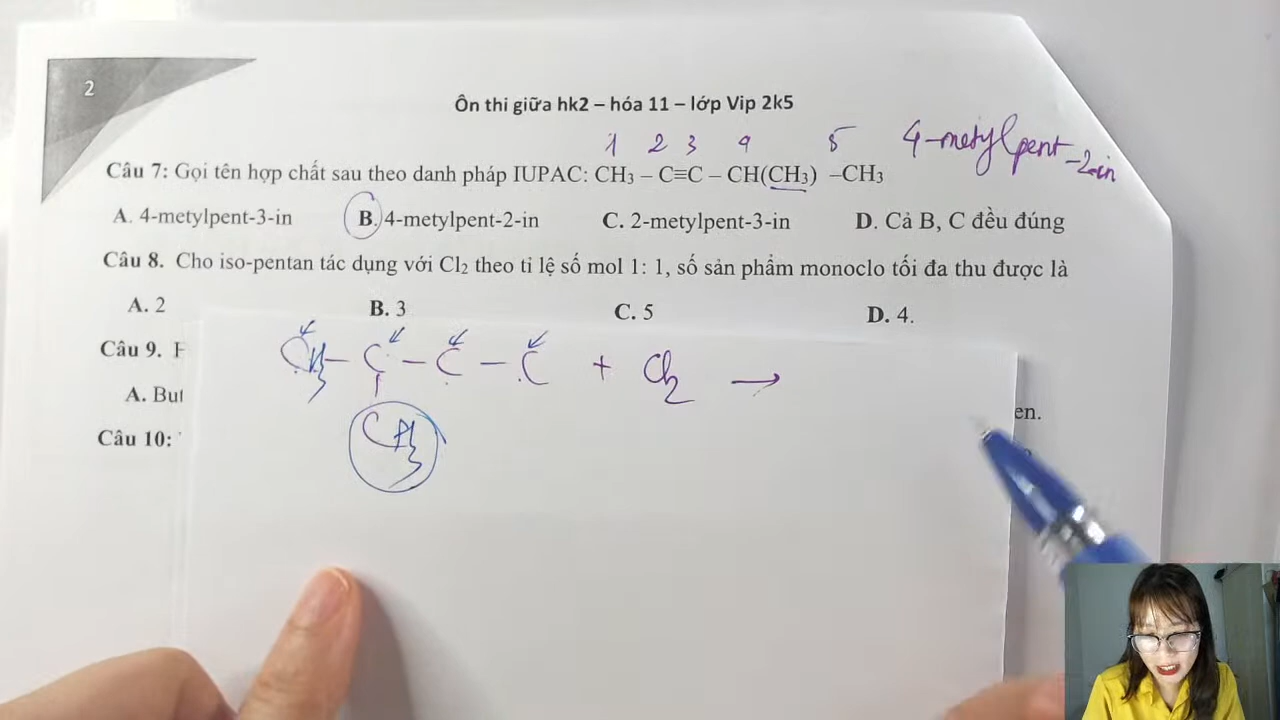 2
Ôn thi giữa hk2 – hóa 11 – lớp Vip 2k5
1 2 3 4 5 4-metylpent-2-in
Câu 7: Gọi tên hợp chất sau theo danh pháp IUPAC: CH₃ – C≡C – CH(CH₃) –CH₃
A. 4-metylpent-3-in B. 4-metylpent-2-in C. 2-metylpent-3-in D. Cả B, C đều đúng
Câu 8. Cho iso-pentan tác dụng với Cl₂ theo tỉ lệ số mol 1: 1, số sản phẩm monoclo tối đa thu được là
A. 2 B. 3 C. 5 D. 4.
Câu 9.
CH₃ – C – C – C + Cl₂ →
A. But en.
CH₃
Câu 10: